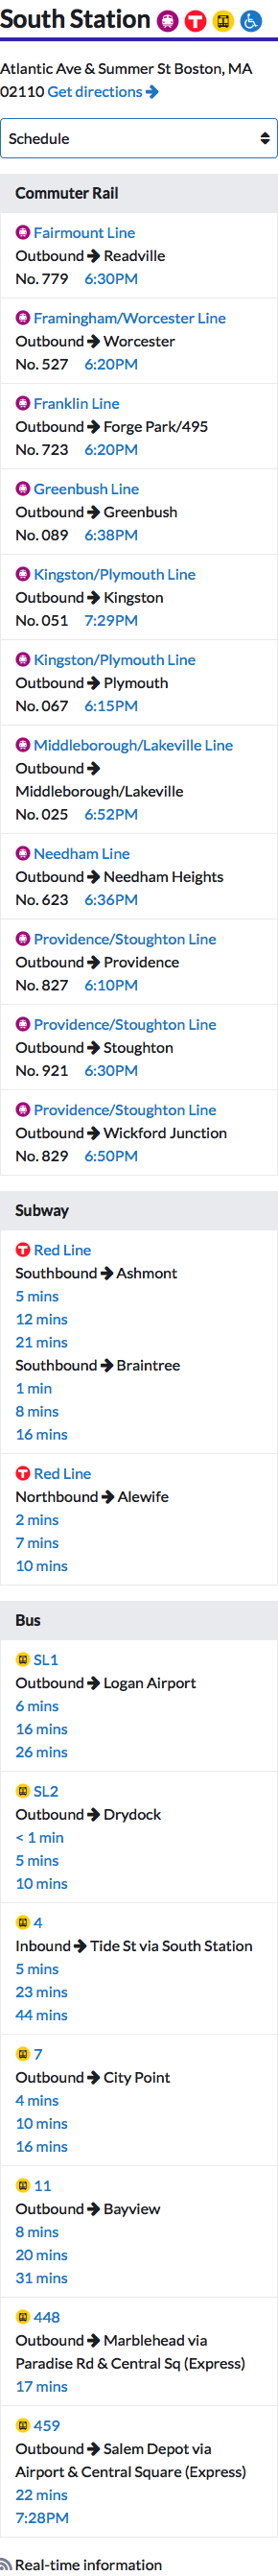 South Station
Atlantic Ave & Summer St Boston, MA
02110 Get directions
Schedule
Commuter Rail
Fairmount Line
Outbound Readville
No. 779 6:30PM
Framingham/Worcester Line
Outbound Worcester
No. 527 6:20PM
Franklin Line
Outbound Forge Park/495
No. 723 6:20PM
Greenbush Line
Outbound Greenbush
No. 089 6:38PM
Kingston/Plymouth Line
Outbound Kingston
No. 051 7:29PM
Kingston/Plymouth Line
Outbound Plymouth
No. 067 6:15PM
Middleborough/Lakeville Line
Outbound
Middleborough/Lakeville
No. 025 6:52PM
Needham Line
Outbound Needham Heights
No. 623 6:36PM
Providence/Stoughton Line
Outbound Providence
No. 827 6:10PM
Providence/Stoughton Line
Outbound Stoughton
No. 921 6:30PM
Providence/Stoughton Line
Outbound Wickford Junction
No. 829 6:50PM
Subway
T Red Line
Southbound Ashmont
5 mins
12 mins
21 mins
Southbound Braintree
1 min
8 mins
16 mins
T Red Line
Northbound Alewife
2 mins
7 mins
10 mins
Bus
SL1
Outbound Logan Airport
6 mins
16 mins
26 mins
SL2
Outbound Drydock
< 1 min
5 mins
10 mins
4
Inbound Tide St via South Station
5 mins
23 mins
44 mins
7
Outbound City Point
4 mins
10 mins
16 mins
11
Outbound Bayview
8 mins
20 mins
31 mins
448
Outbound Marblehead via
Paradise Rd & Central Sq (Express)
17 mins
459
Outbound Salem Depot via
Airport & Central Square (Express)
22 mins
7:28PM
Real-time information